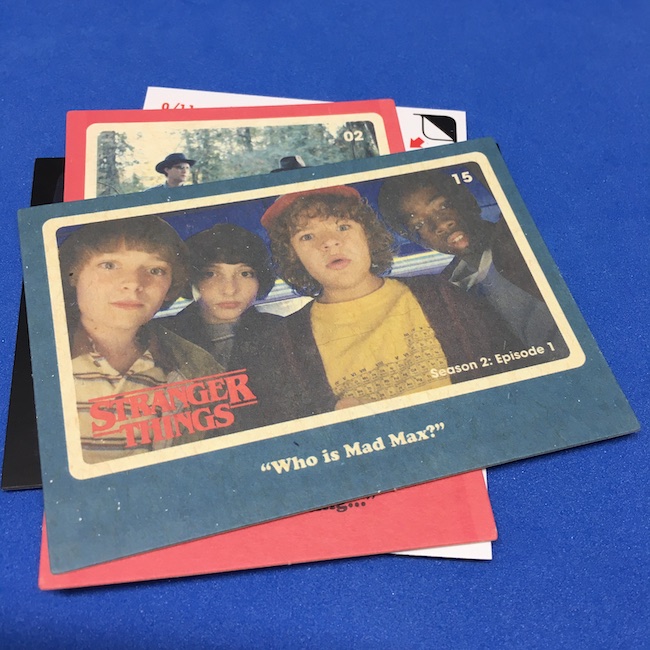 02
15
Season 2: Episode 1
STRANGER
THINGS
“Who is Mad Max?”